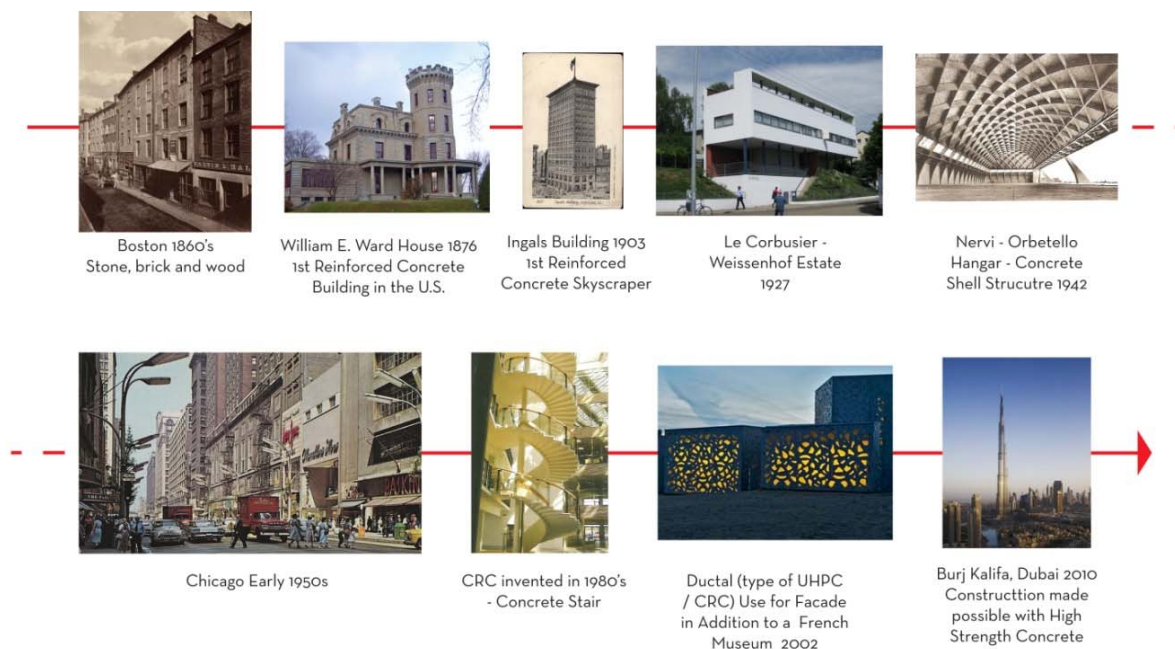 Boston 1860's
Stone, brick and wood
William E. Ward House 1876
1st Reinforced Concrete
Building in the U.S.
Ingals Building 1903
1st Reinforced
Concrete Skyscraper
Le Corbusier -
Weissenhof Estate
1927
Nervi - Orbetello
Hangar - Concrete
Shell Strucutre 1942
Chicago Early 1950s
CRC invented in 1980's
- Concrete Stair
Ductal (type of UHPC
/ CRC) Use for Facade
in Addition to a French
Museum 2002
Burj Kalifa, Dubai 2010
Constructtion made
possible with High
Strength Concrete